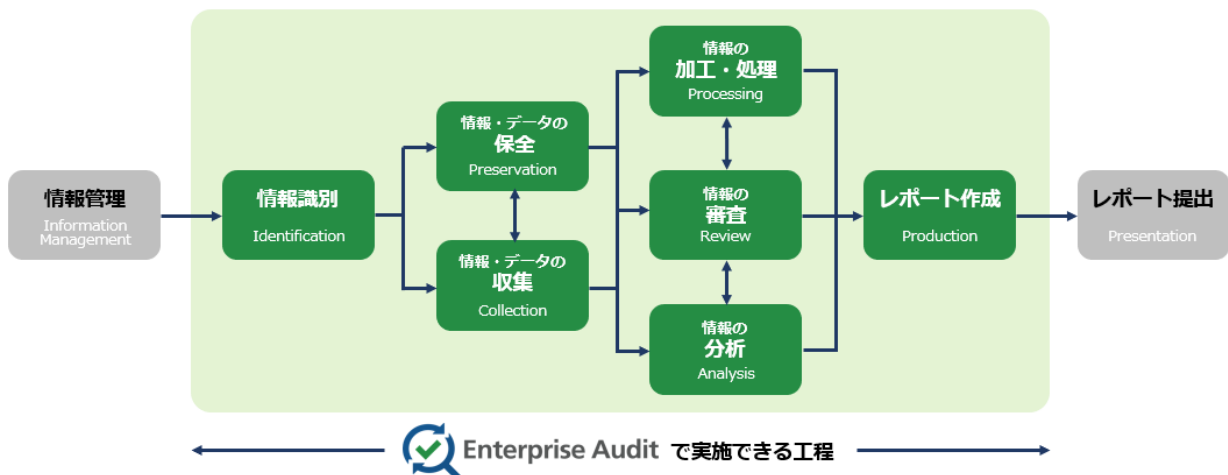 情報管理
Information
Management
情報識別
Identification
情報・データの
保全
Preservation
情報・データの
収集
Collection
情報の
加工・処理
Processing
情報の
審査
Review
情報の
分析
Analysis
レポート作成
Production
レポート提出
Presentation
Enterprise Audit で実施できる工程